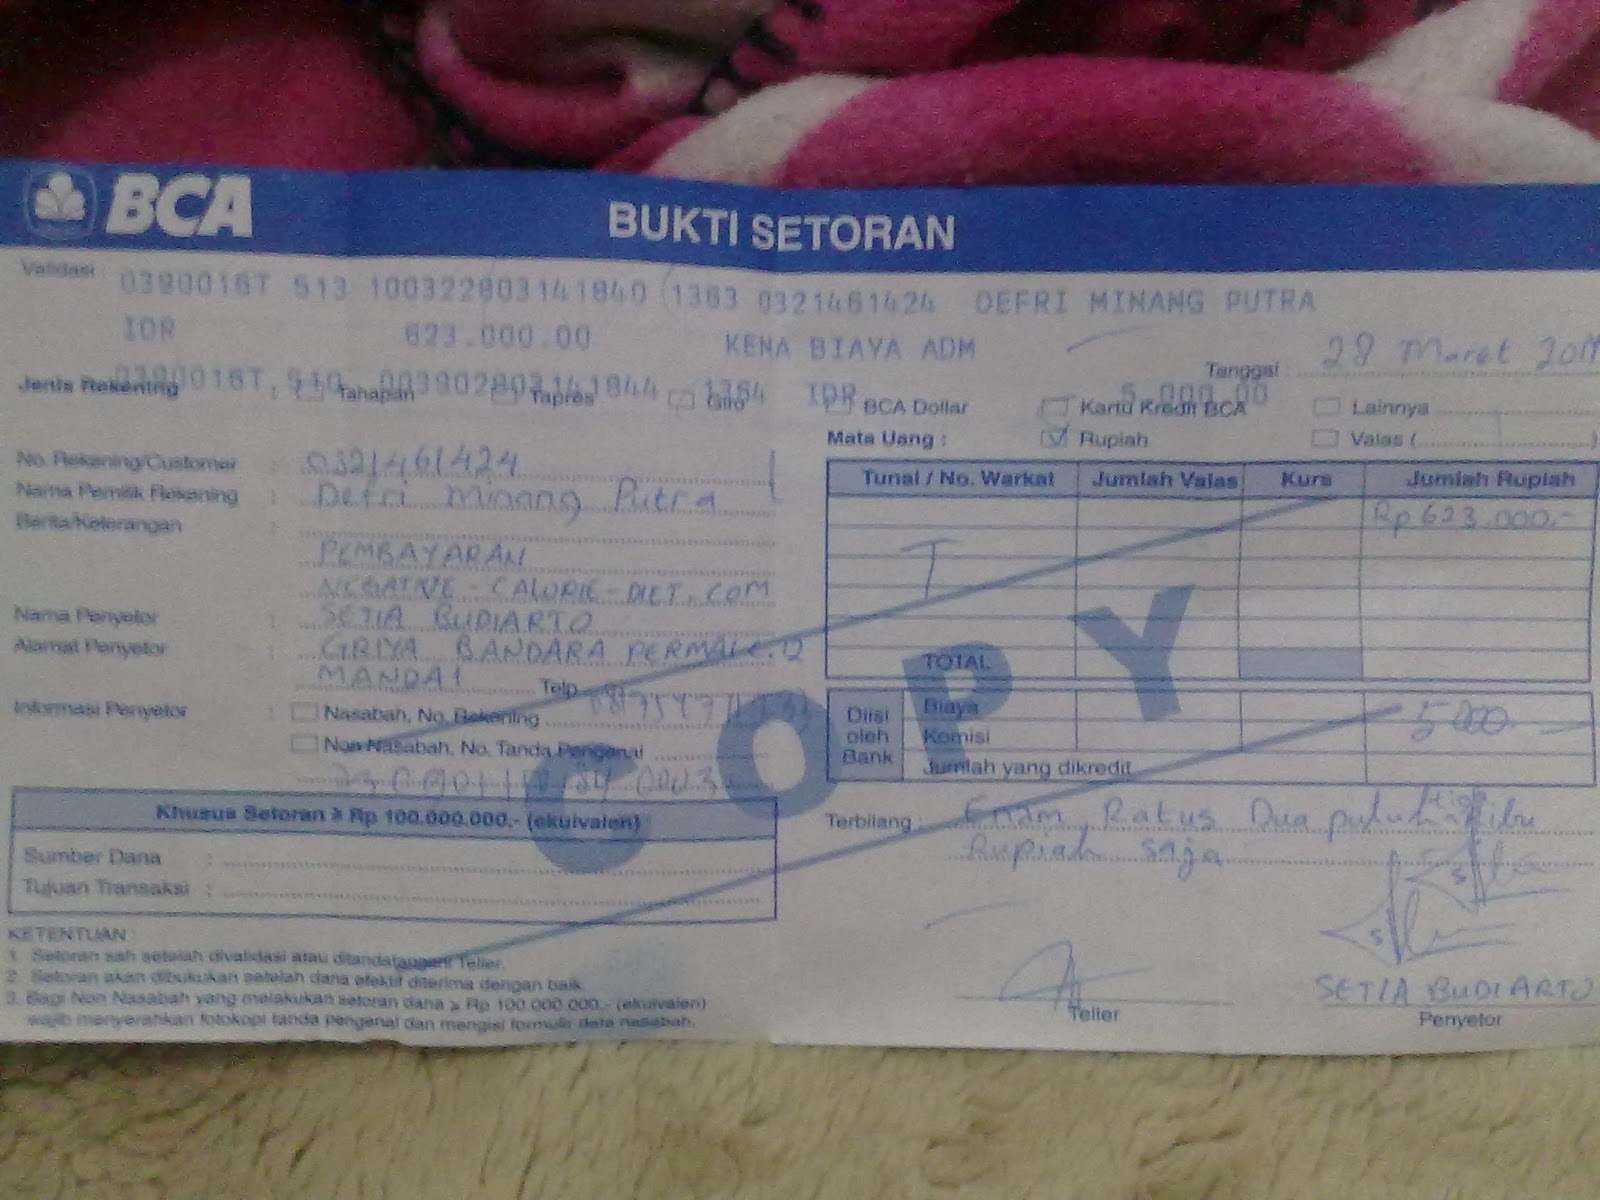 BCA
BUKTI SETORAN
Validasi :
0390016T 513 100322803141840 1383 0321461424 DEFRI MINANG PUTRA
IDR 623.000.00 KENA BIAYA ADM
Tanggal : 28 Maret 2011
0390016T 510 003902803141844 1384 IDR 5.000.00
Jenis Rekening : Tahapan Tapres Giro BCA Dollar Kartu Kredit BCA Lainnya
Mata Uang : Rupiah Valas ( )
No. Rekening/Customer : 0321461424
Nama Pemilik Rekening : Defri Minang Putra
Berita/Keterangan :
PEMBAYARAN
NEGATIVE-CALORIE-DIET.COM
Nama Penyetor : SETIA BUDIARTO
Alamat Penyetor : GRIYA BANDARA PERMAI
MANDAI Telp.
Informasi Penyetor : Nasabah, No. Rekening
Non Nasabah, No. Tanda Pengenal
Tunai / No. Warkat Jumlah Valas Kurs Jumlah Rupiah
Rp 623.000.-
T
TOTAL
Diisi oleh Bank
Biaya 5000
Komisi
Jumlah yang dikredit
COPY
Khusus Setoran ≥ Rp 100.000.000,- (ekuivalen)
Sumber Dana :
Tujuan Transaksi :
Terbilang : Enam Ratus Dua puluh tiga Ribu
Rupiah saja
KETENTUAN :
1. Setoran sah setelah divalidasi atau ditandatangani Teller.
2. Setoran akan dibukukan setelah dana efektif diterima dengan baik.
3. Bagi Non Nasabah yang melakukan setoran dana ≥ Rp 100.000.000,- (ekuivalen)
wajib menyerahkan fotokopi tanda pengenal dan mengisi formulir data nasabah.
Teller
SETIA BUDIARTO
Penyetor